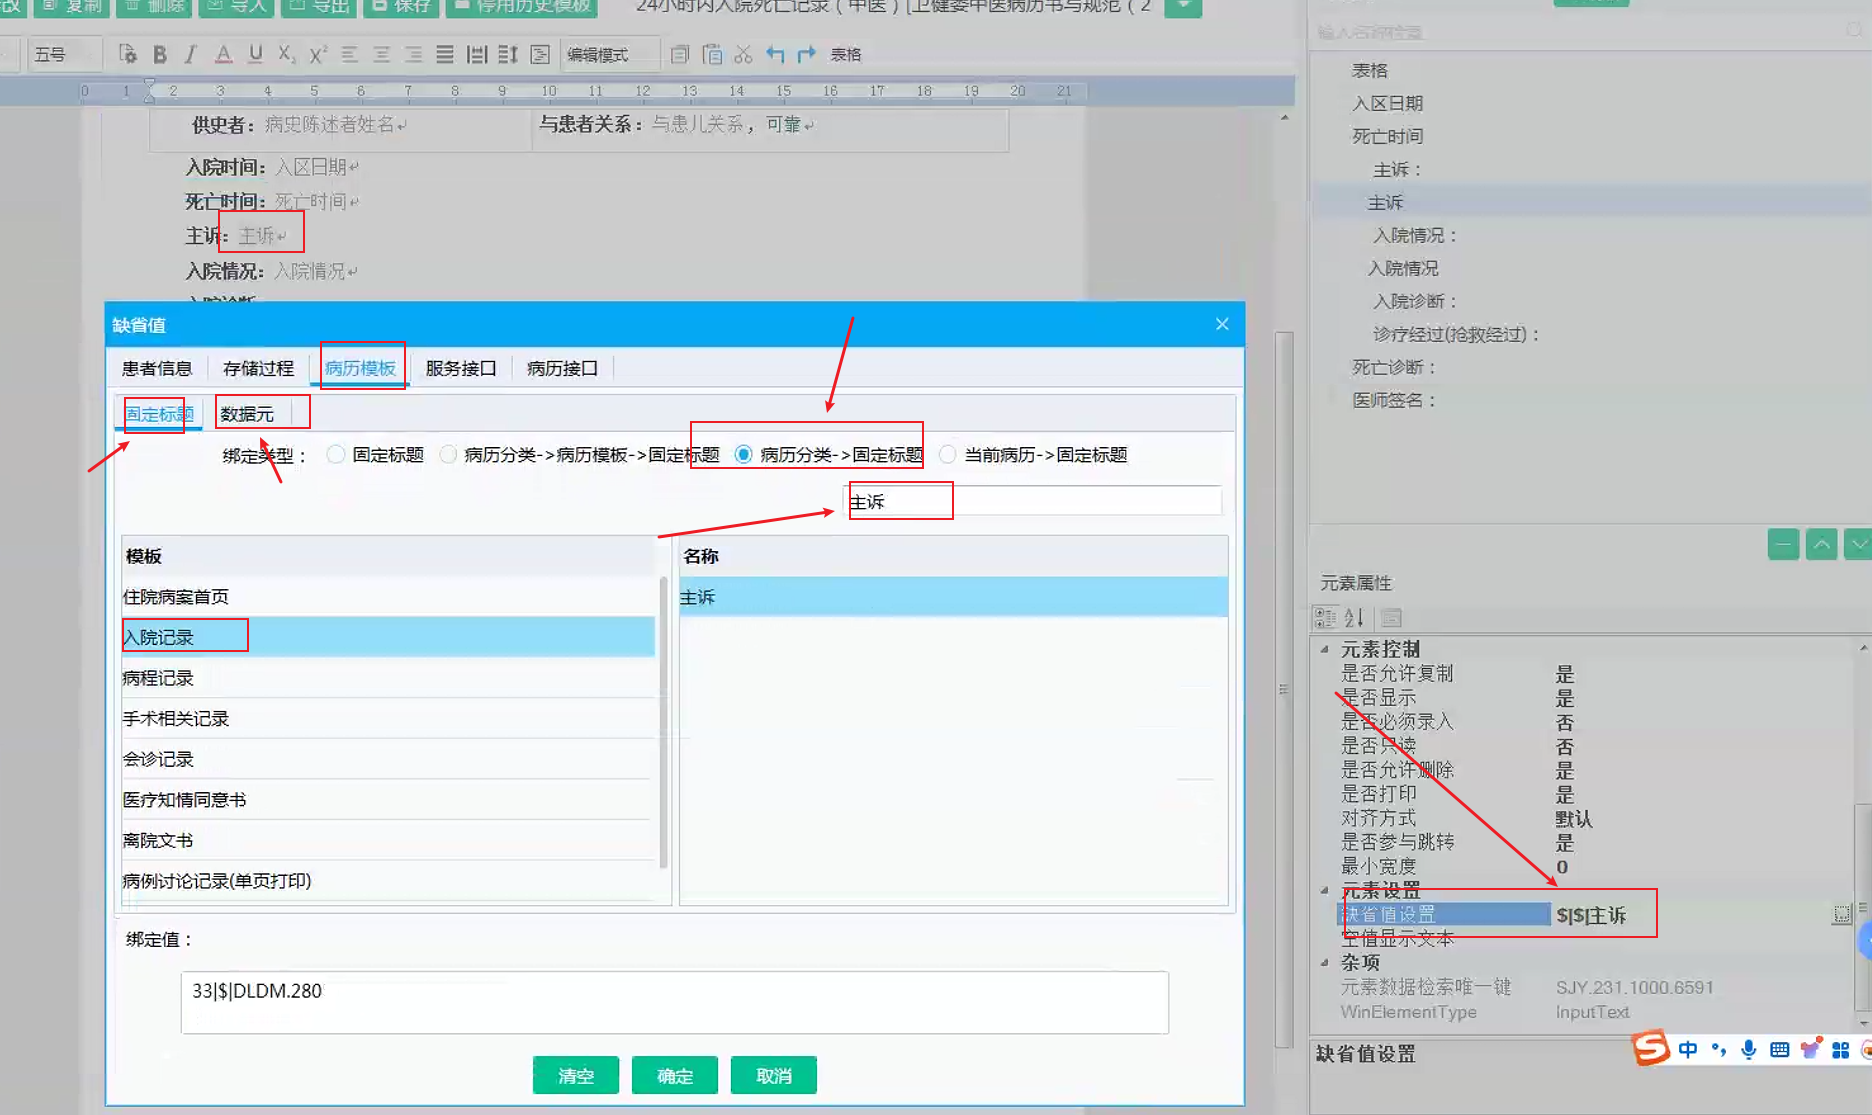 改 复制 删除 导入 导出 保存 停用历史模板 24小时内入院死亡记录（中医）[卫健委中医病历书写规范（2
五号 B I A U X₂ X² 编辑模式 表格
0 1 2 3 4 5 6 7 8 9 10 11 12 13 14 15 16 17 18 19 20 21
供史者：病史陈述者姓名 与患者关系：与患儿关系，可靠
入院时间：入区日期
死亡时间：死亡时间
主诉：主诉
入院情况：入院情况
入院诊断
缺省值
患者信息 存储过程 病历模板 服务接口 病历接口
固定标题 数据元
绑定类型： 固定标题 病历分类->病历模板->固定标题 病历分类->固定标题 当前病历->固定标题
主诉
模板 名称
住院病案首页 主诉
入院记录
病程记录
手术相关记录
会诊记录
医疗知情同意书
离院文书
病例讨论记录(单页打印)
绑定值：
33|$|DLDM.280
清空 确定 取消
输入名称检索
表格
入区日期
死亡时间
主诉：
主诉
入院情况：
入院情况
入院诊断：
诊疗经过(抢救经过)：
死亡诊断：
医师签名：
元素属性
元素控制
是否允许复制 是
是否显示 是
是否必须录入 否
是否只读 否
是否允许删除 是
是否打印 是
对齐方式 默认
是否参与跳转 是
最小宽度 0
元素设置
缺省值设置 $|$|主诉
空值显示文本
杂项
元素数据检索唯一键 SJY.231.1000.6591
WinElementType InputText
缺省值设置
S 中